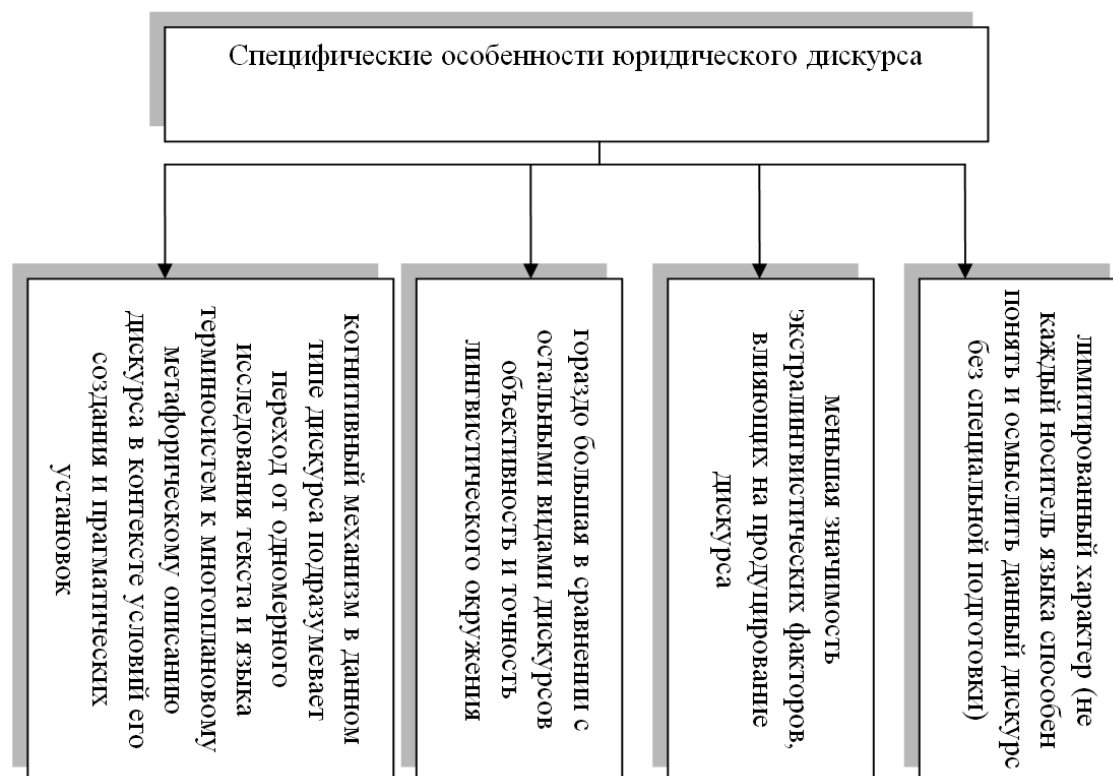 Специфические особенности юридического дискурса
когнитивный механизм в данном
типе дискурса подразумевает
переход от одномерного
исследования текста и языка
терминосистем к многоплановому
метафорическому описанию
дискурса в контексте условий его
создания и прагматических
установок
гораздо большая в сравнении с
остальными видами дискурсов
объективность и точность
лингвистического окружения
меньшая значимость
экстралингвистических факторов,
влияющих на продуцирование
дискурса
лимитированный характер (не
каждый носитель языка способен
понять и осмыслить данный дискурс
без специальной подготовки)